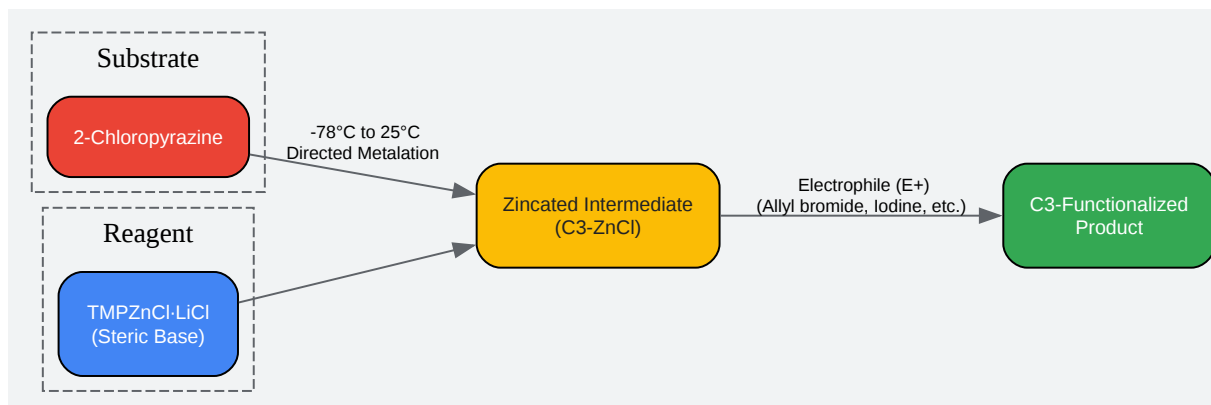 Substrate
2-Chloropyrazine
-78°C to 25°C
Directed Metalation
Zincated Intermediate
(C3-ZnCl)
Electrophile (E+)
(Allyl bromide, Iodine, etc.)
C3-Functionalized
Product
Reagent
TMPZnCl·LiCl
(Steric Base)